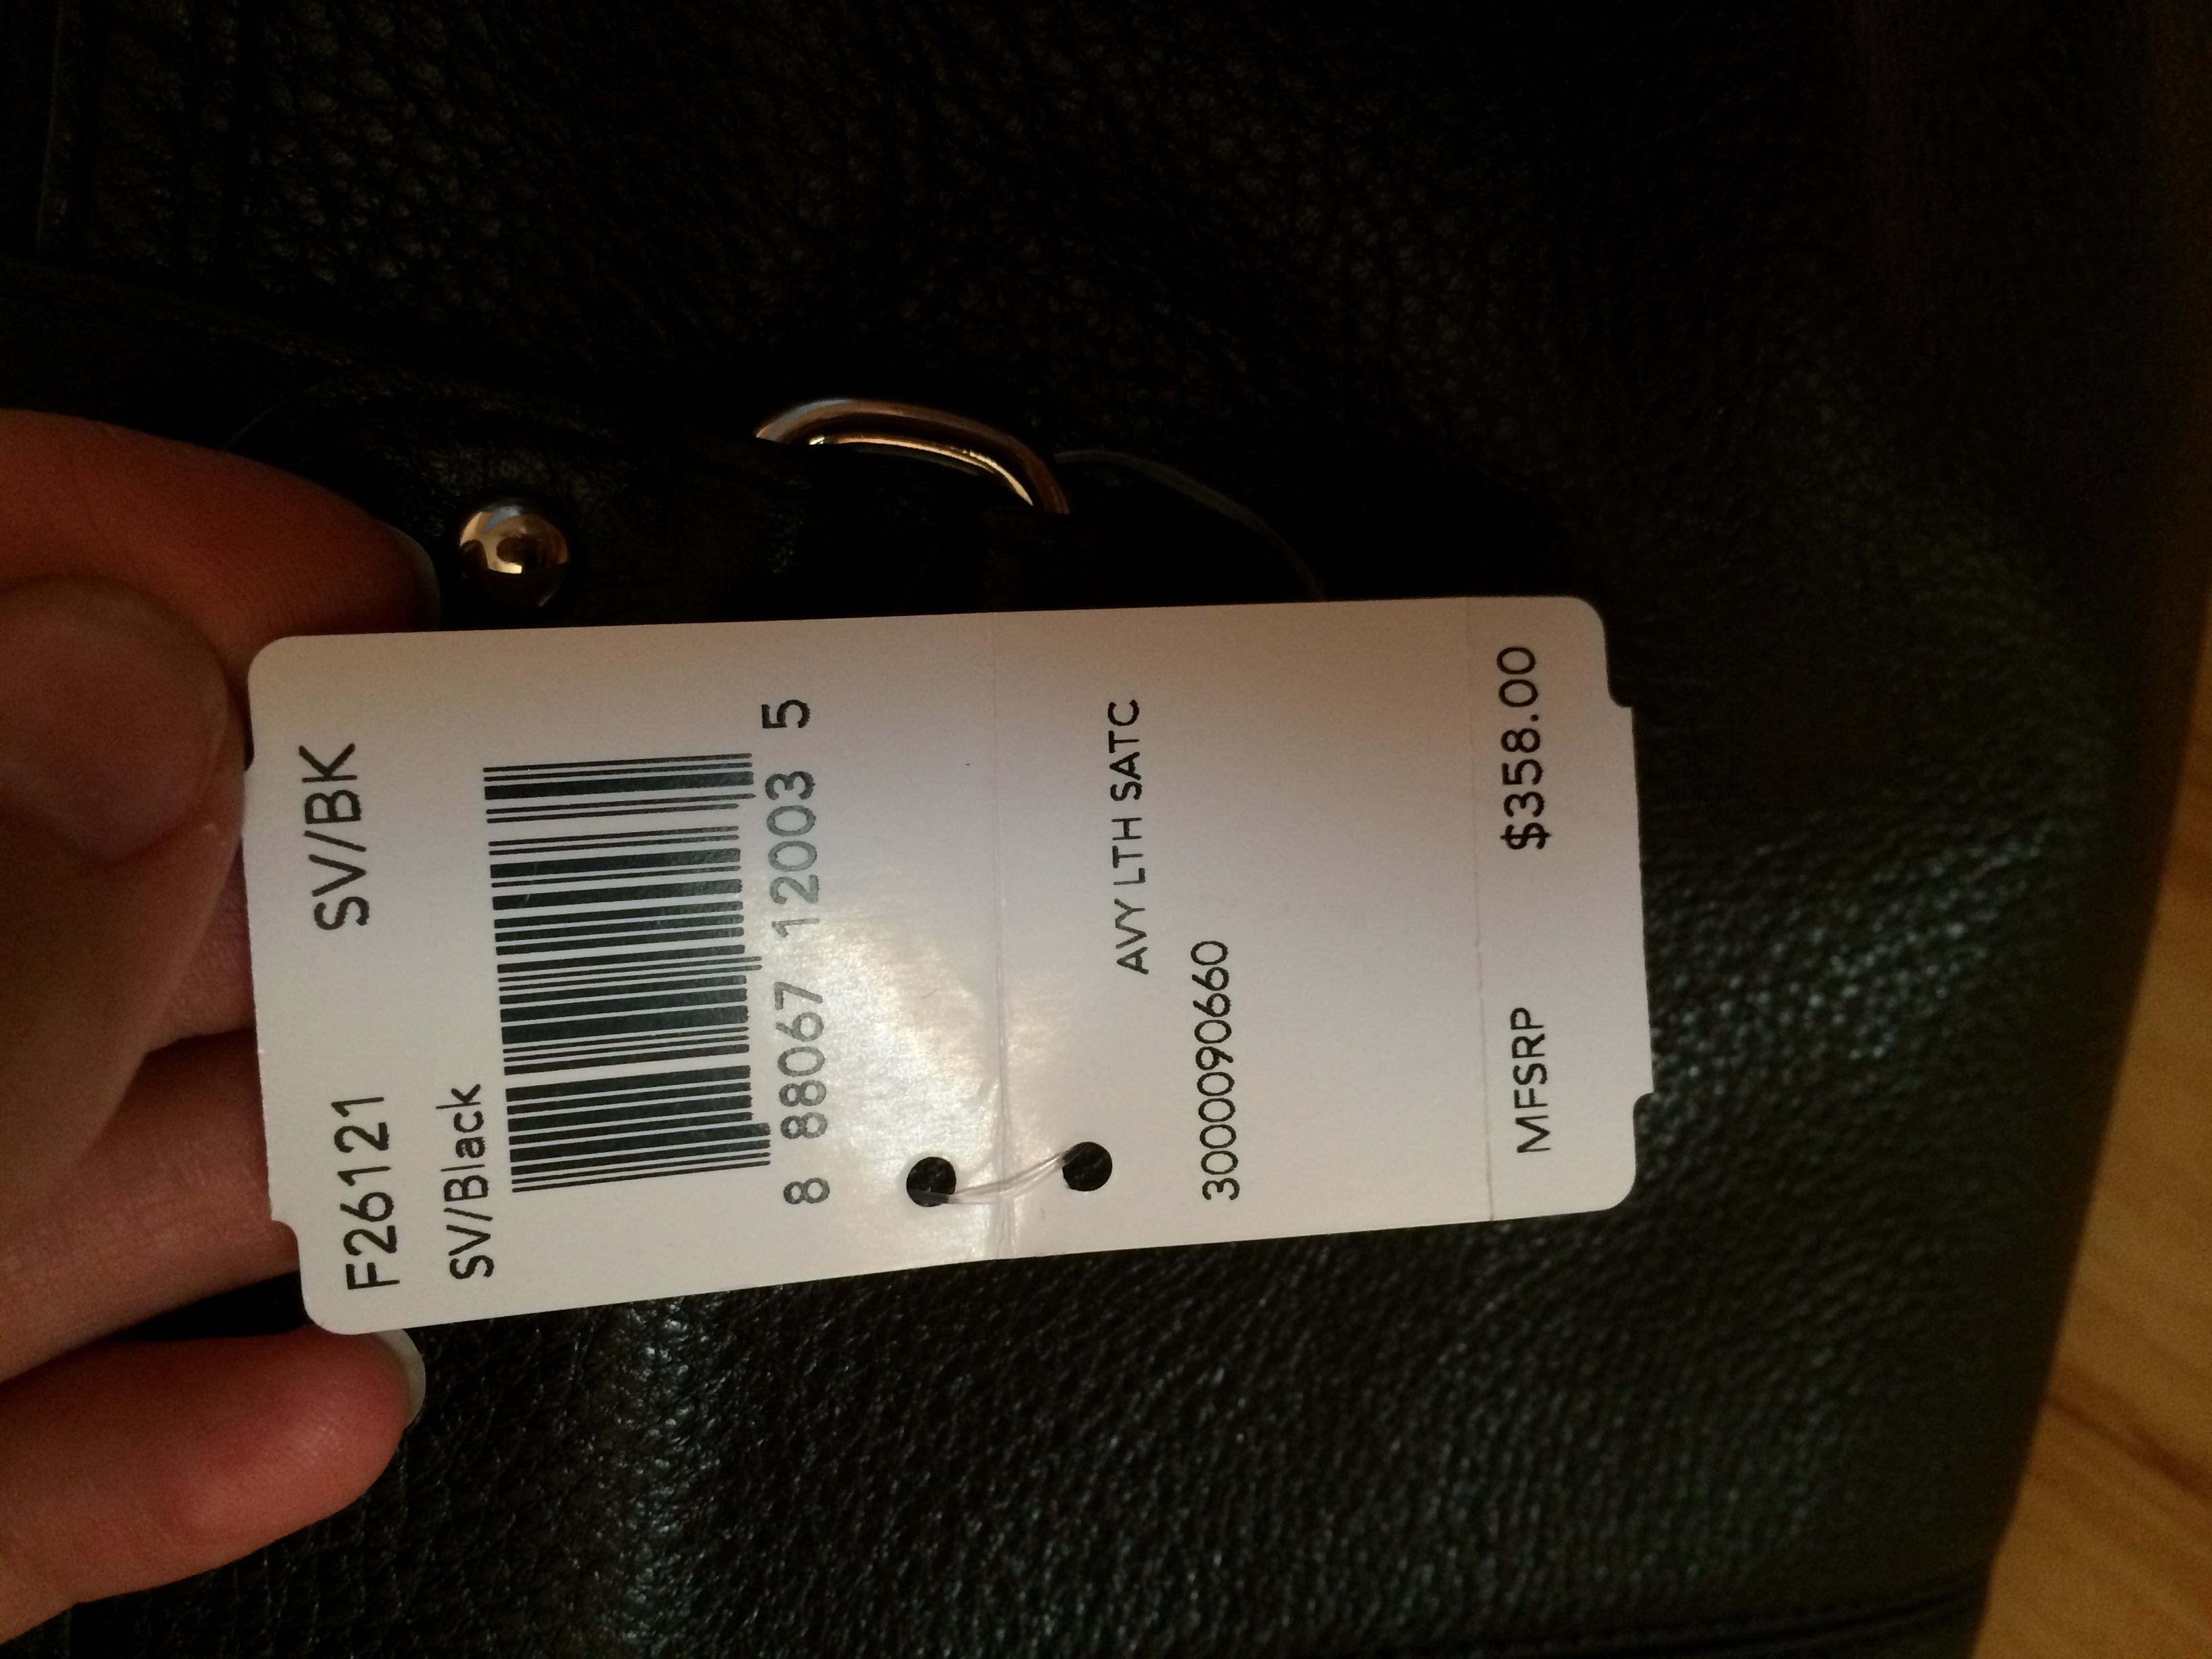 F26121 SV/BK
SV/Black
8 88067 12003 5
AVY LTH SATC
3000090660
MFSRP $358.00